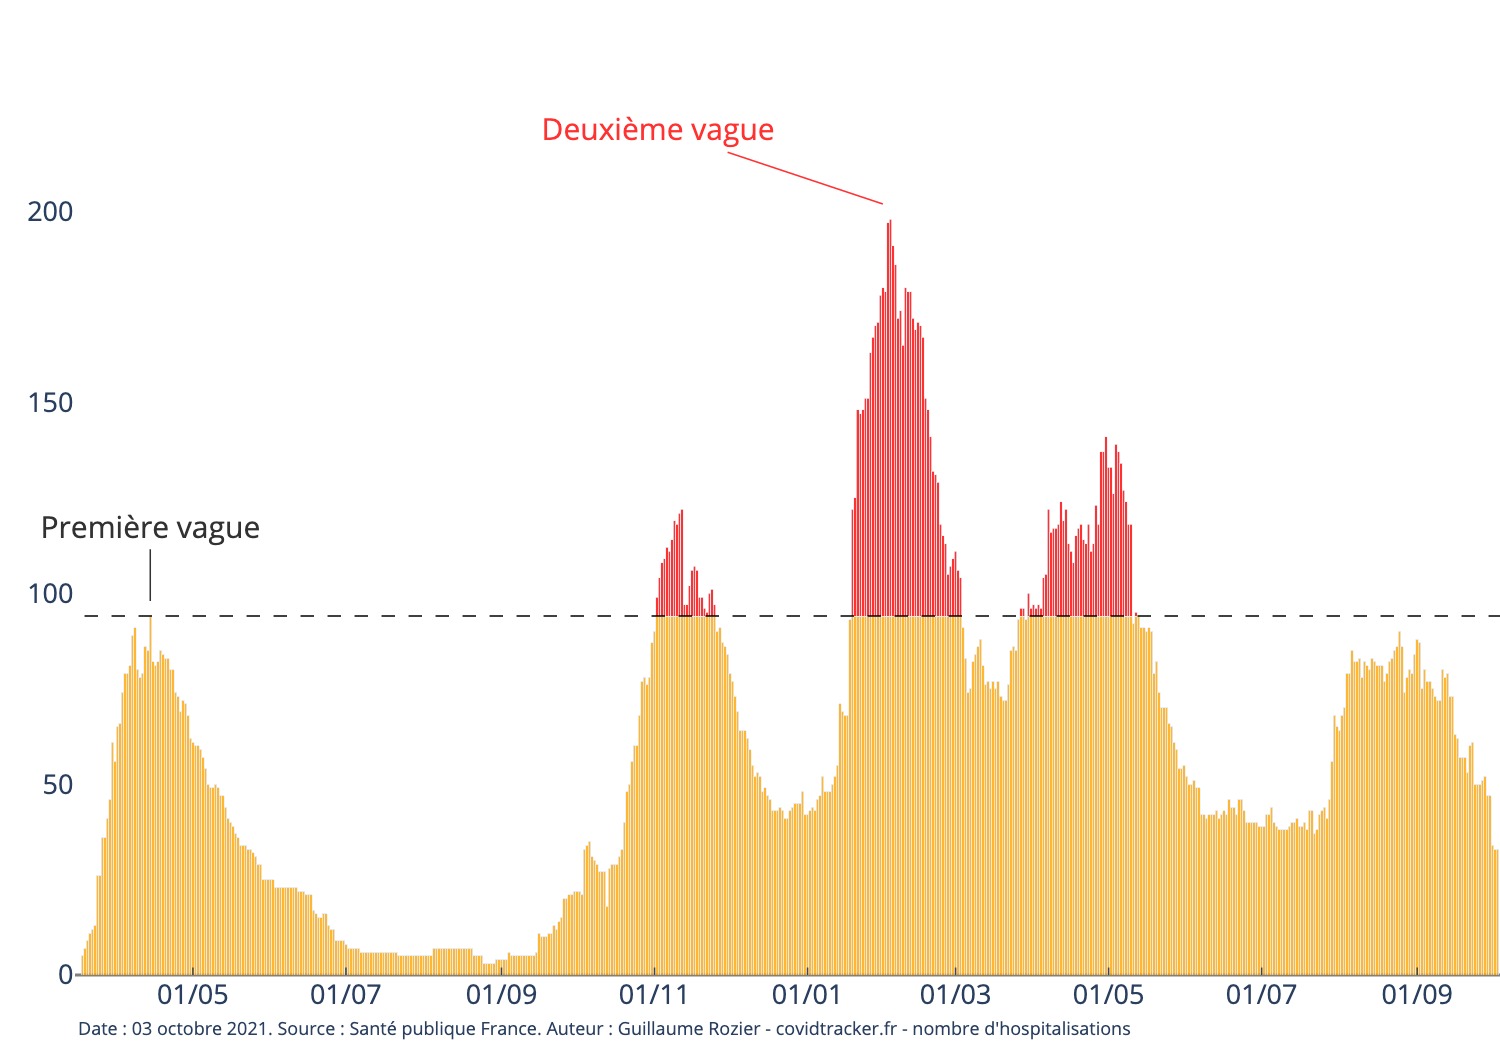 Deuxième vague
200
150
Première vague
100
50
0
01/05 01/07 01/09 01/11 01/01 01/03 01/05 01/07 01/09
Date : 03 octobre 2021. Source : Santé publique France. Auteur : Guillaume Rozier - covidtracker.fr - nombre d'hospitalisations